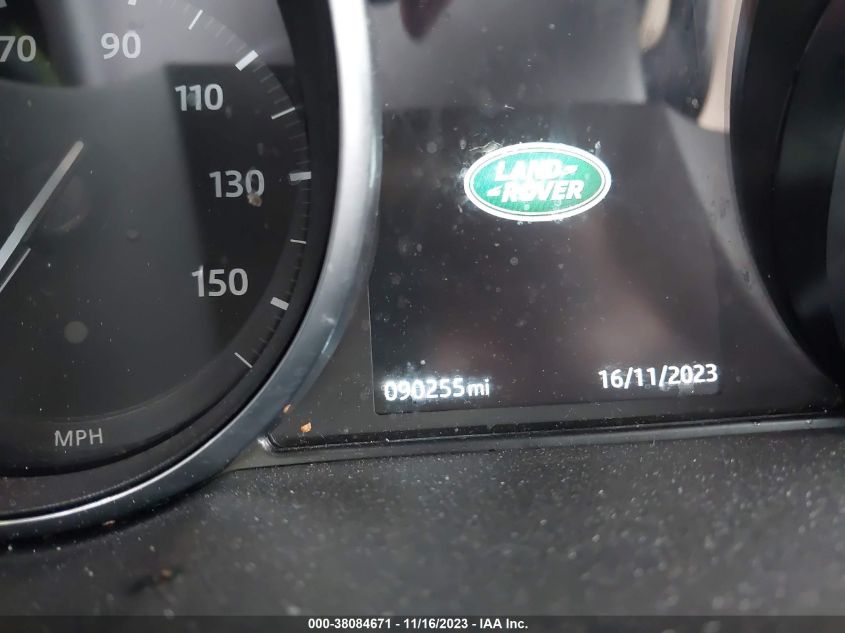 70 90
110
130
150
MPH
LAND
ROVER
090255mi 16/11/2023
000-38084671 - 11/16/2023 - IAA Inc.